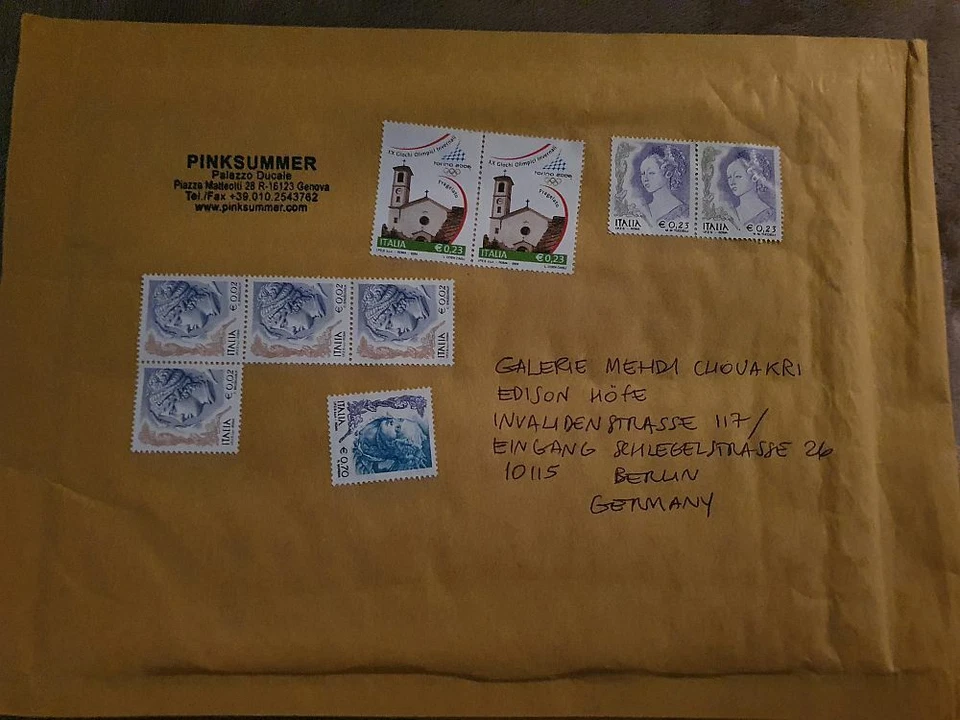 PINKSUMMER
Palazzo Ducale
Piazza Matteotti 28 R-16123 Genova
Tel./Fax +39.010.2543762
www.pinksummer.com
XX Giochi Olimpici Invernali
torino 2006
Pragelato
ITALIA € 0,23
XX Giochi Olimpici Invernali
torino 2006
Pragelato
ITALIA € 0,23
ITALIA € 0,23
ITALIA € 0,23
ITALIA € 0,02
ITALIA € 0,02
ITALIA € 0,02
ITALIA € 0,02
ITALIA € 0,70
GALERIE MEHDI CHOUAKRI
EDISON HÖFE
INVALIDENSTRASSE 117/
EINGANG SCHLEGELSTRASSE 26
10115 BERLIN
GERMANY